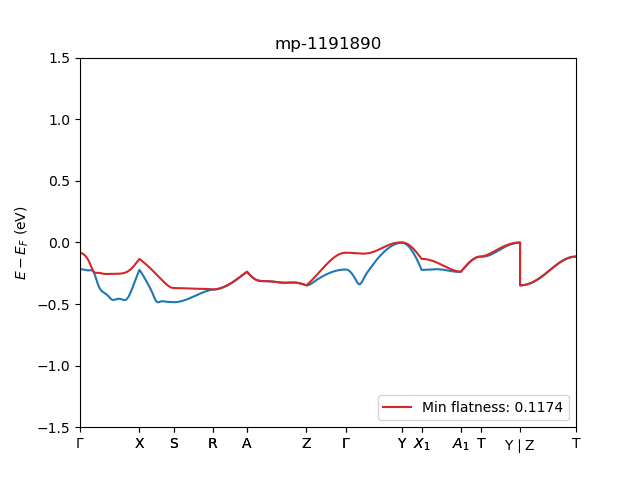 mp-1191890
E − E_F (eV)
1.5
1.0
0.5
0.0
−0.5
−1.0
−1.5
Min flatness: 0.1174
Γ X S R A Z Γ Y X₁ A₁ T Y | Z T